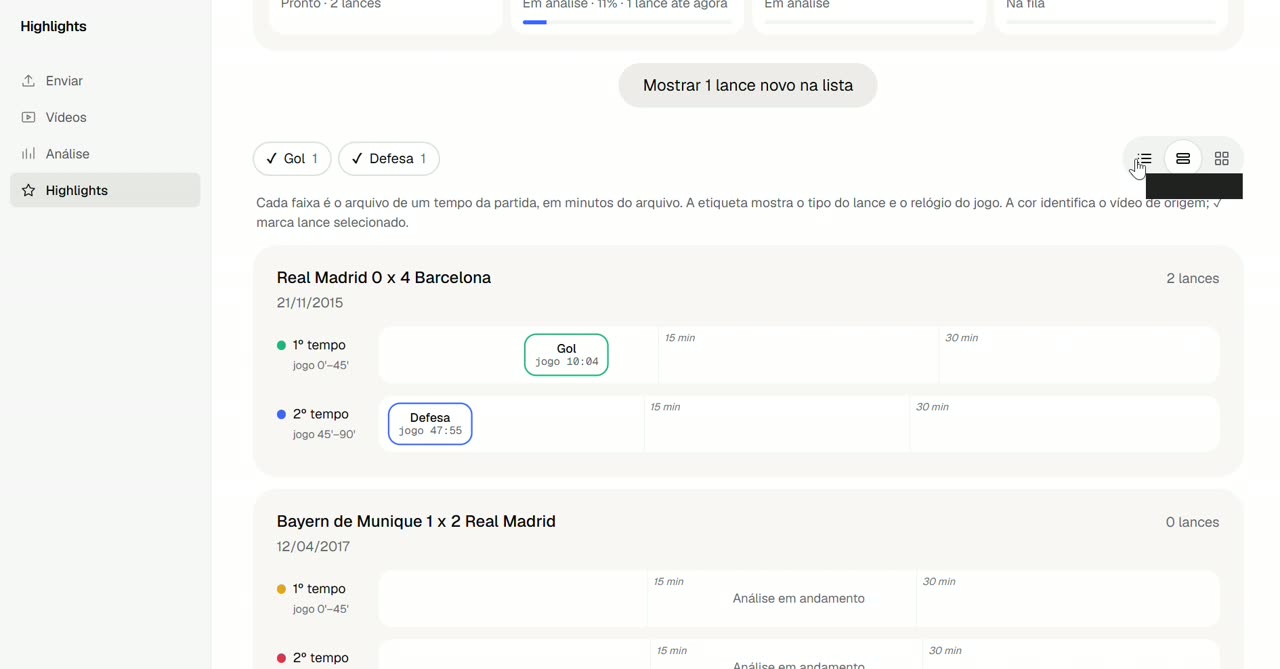 Highlights
Enviar
Vídeos
Análise
Highlights
Pronto · 2 lances
Em análise · 11% · 1 lance até agora
Em análise
Na fila
Mostrar 1 lance novo na lista
✓ Gol 1
✓ Defesa 1
Cada faixa é o arquivo de um tempo da partida, em minutos do arquivo. A etiqueta mostra o tipo do lance e o relógio do jogo. A cor identifica o vídeo de origem; ✓
marca lance selecionado.
Real Madrid 0 x 4 Barcelona
2 lances
21/11/2015
1º tempo
jogo 0'–45'
Gol
jogo 10:04
15 min
30 min
2º tempo
jogo 45'–90'
Defesa
jogo 47:55
15 min
30 min
Bayern de Munique 1 x 2 Real Madrid
0 lances
12/04/2017
1º tempo
jogo 0'–45'
15 min
Análise em andamento
30 min
2º tempo
15 min
Análise em andamento
30 min